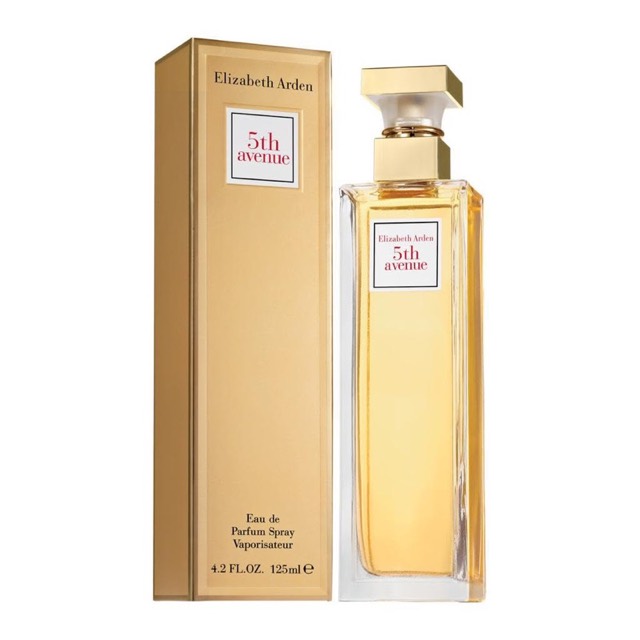 Elizabeth Arden
5th
avenue
Eau de
Parfum Spray
Vaporisateur
4.2 FL.OZ. 125ml℮
Elizabeth Arden
5th
avenue